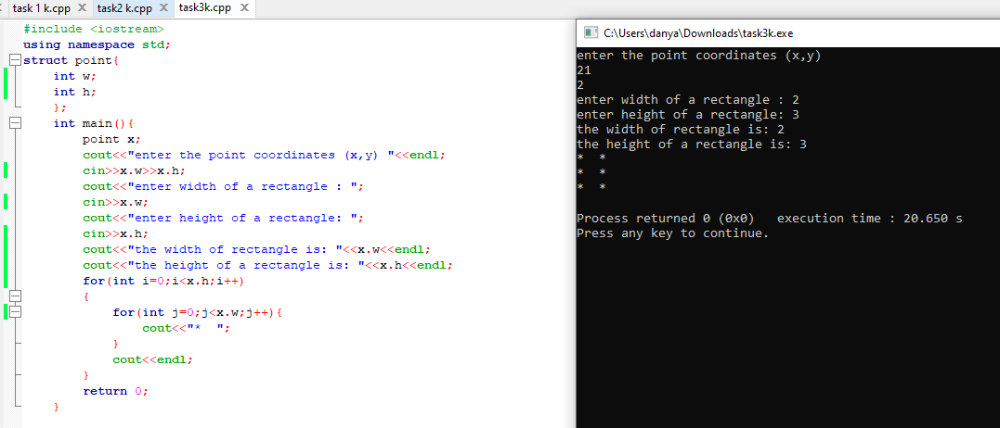 task 1 k.cpp task2 k.cpp task3k.cpp
#include <iostream>
using namespace std;
struct point{
int w;
int h;
};
int main(){
point x;
cout<<"enter the point coordinates (x,y) "<<endl;
cin>>x.w>>x.h;
cout<<"enter width of a rectangle : ";
cin>>x.w;
cout<<"enter height of a rectangle: ";
cin>>x.h;
cout<<"the width of rectangle is: "<<x.w<<endl;
cout<<"the height of a rectangle is: "<<x.h<<endl;
for(int i=0;i<x.h;i++)
{
for(int j=0;j<x.w;j++){
cout<<"*  ";
}
cout<<endl;
}
return 0;
}
C:\Users\danya\Downloads\task3k.exe
enter the point coordinates (x,y)
21
2
enter width of a rectangle : 2
enter height of a rectangle: 3
the width of rectangle is: 2
the height of a rectangle is: 3
*  *
*  *
*  *
Process returned 0 (0x0)   execution time : 20.650 s
Press any key to continue.